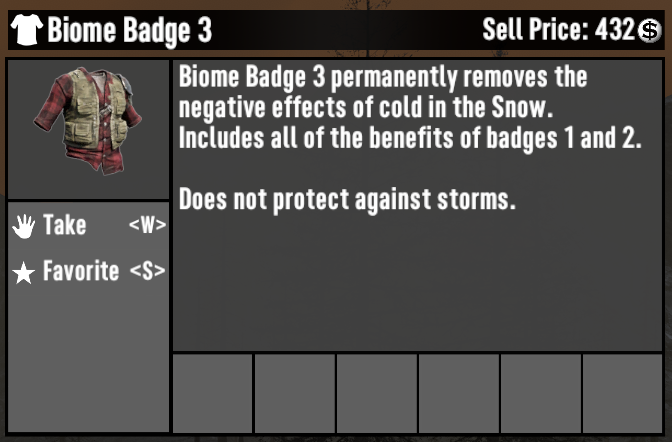 Biome Badge 3
Sell Price: 432
Biome Badge 3 permanently removes the
negative effects of cold in the Snow.
Includes all of the benefits of badges 1 and 2.
Does not protect against storms.
Take <W>
Favorite <S>